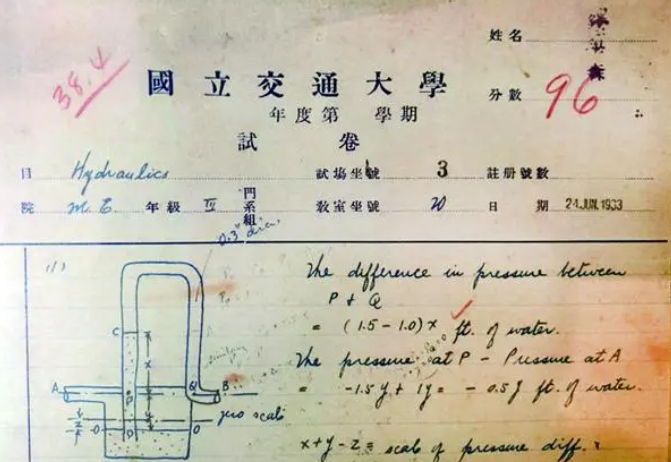 姓名
38.4
國立交通大學
分數 96
年度第 學期
試卷
目 Hydraulics 試場坐號 3 註册號數
院 M.E. 年級 IV 門系組 教室坐號 20 日期 24 JUN. 1933
0.3" dia.
(1)
The difference in pressure between
P & Q
= (1.5 - 1.0) x ft. of water.
C
x
The pressure at P - Pressure at A
A P Q B
= -1.5y + 1y = -0.5y ft. of water.
y
zero scale
O O
D
x + y - z = scale of pressure diff.